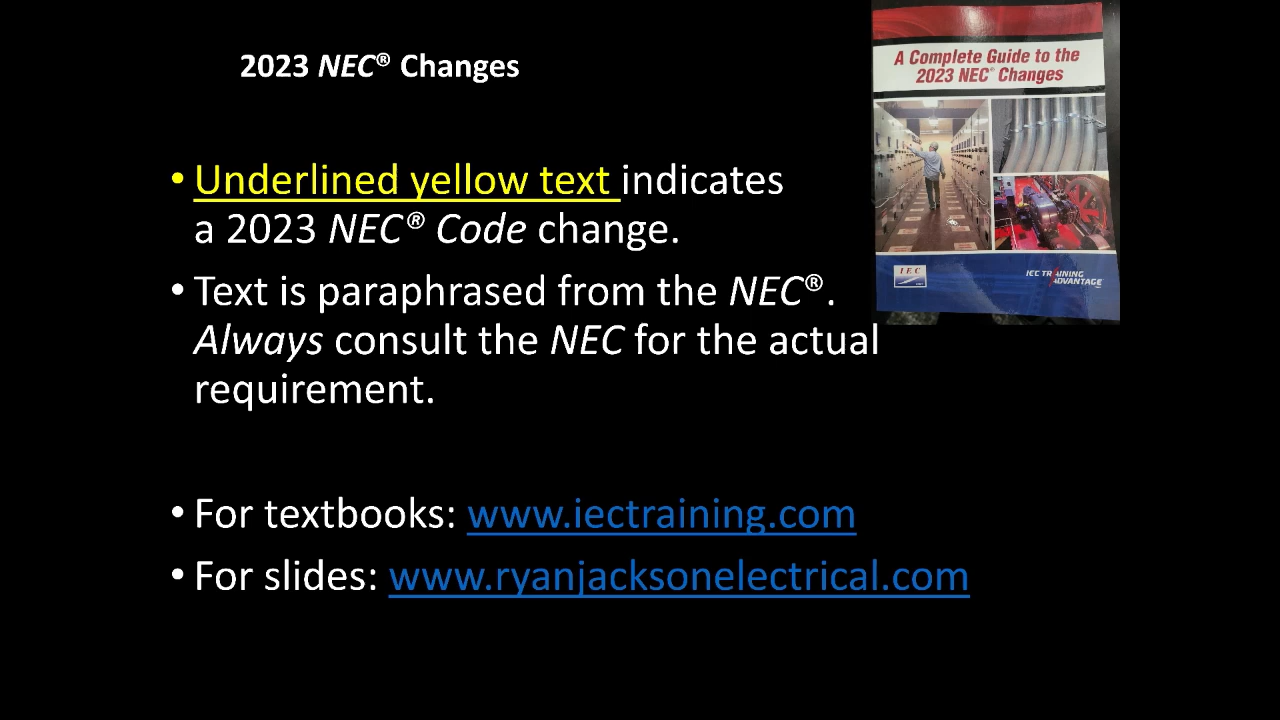 2023 NEC® Changes
A Complete Guide to the
2023 NEC® Changes
IEC
IEC TRAINING
ADVANTAGE
• Underlined yellow text indicates
a 2023 NEC® Code change.
• Text is paraphrased from the NEC®.
Always consult the NEC for the actual
requirement.
• For textbooks: www.iectraining.com
• For slides: www.ryanjacksonelectrical.com